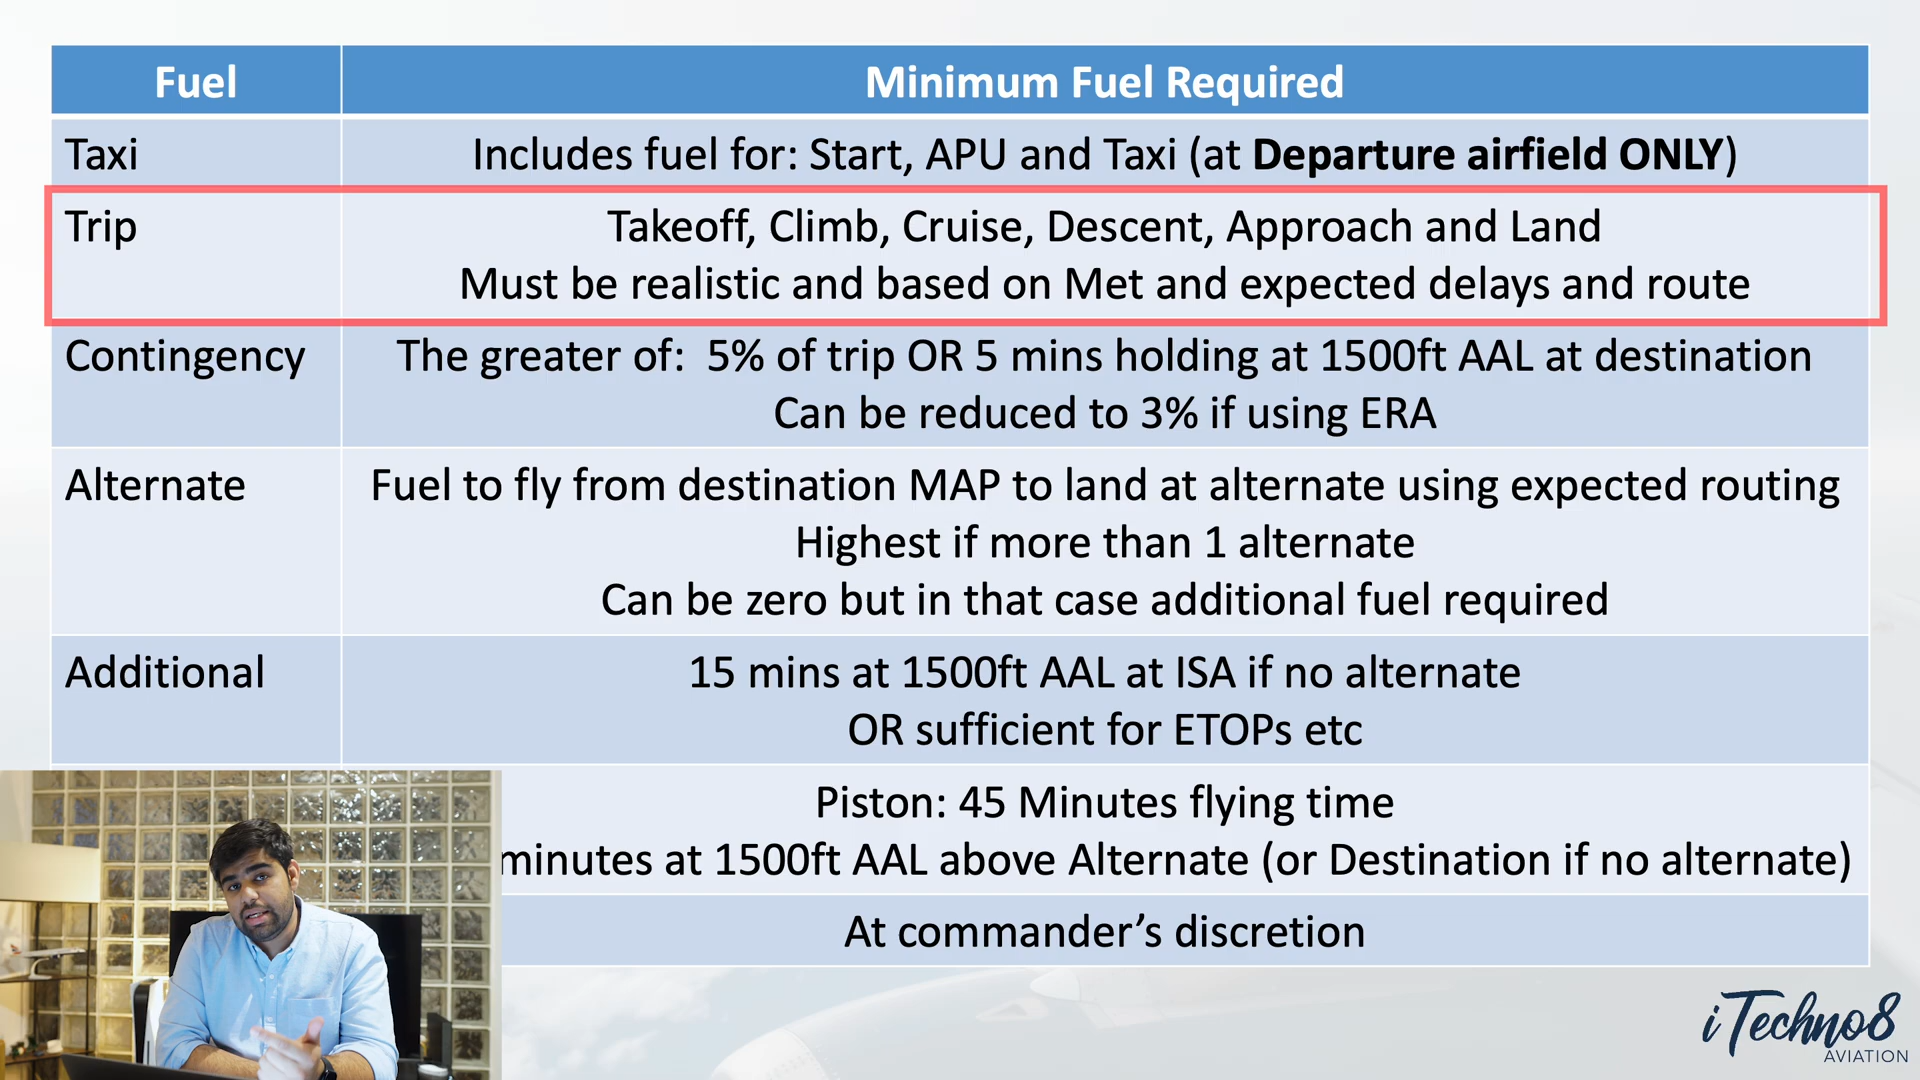 Fuel
Minimum Fuel Required
Taxi
Includes fuel for: Start, APU and Taxi (at Departure airfield ONLY)
Trip
Takeoff, Climb, Cruise, Descent, Approach and Land
Must be realistic and based on Met and expected delays and route
Contingency
The greater of:  5% of trip OR 5 mins holding at 1500ft AAL at destination
Can be reduced to 3% if using ERA
Alternate
Fuel to fly from destination MAP to land at alternate using expected routing
Highest if more than 1 alternate
Can be zero but in that case additional fuel required
Additional
15 mins at 1500ft AAL at ISA if no alternate
OR sufficient for ETOPs etc
Piston: 45 Minutes flying time
minutes at 1500ft AAL above Alternate (or Destination if no alternate)
At commander’s discretion
iTechno8
AVIATION